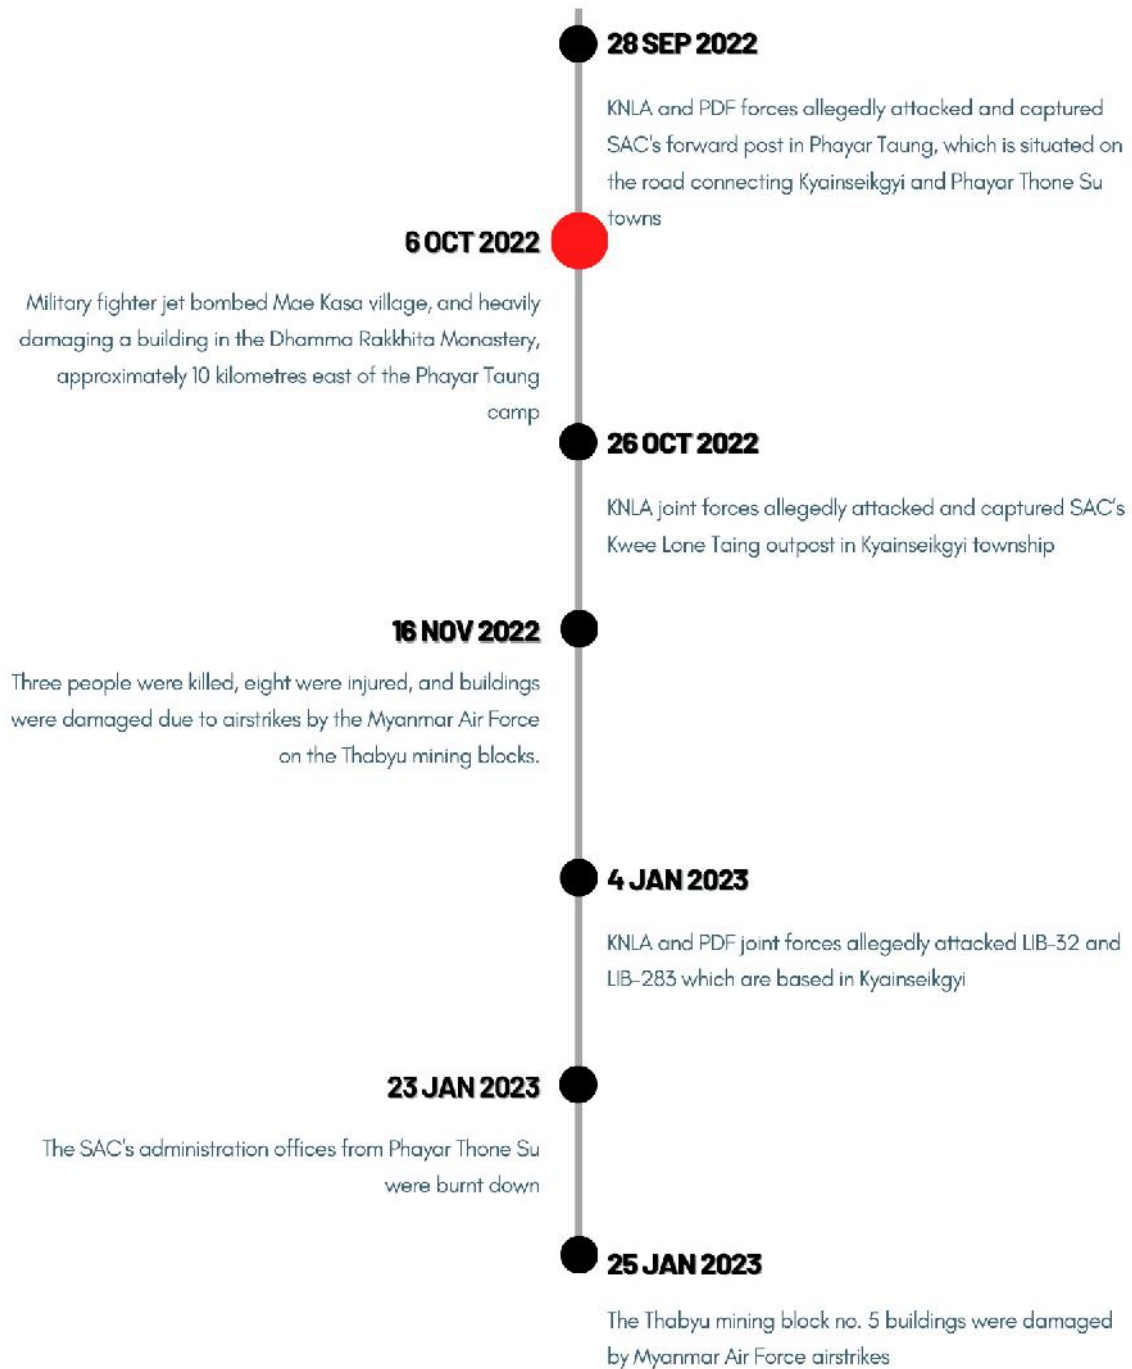 28 SEP 2022
KNLA and PDF forces allegedly attacked and captured
SAC's forward post in Phayar Taung, which is situated on
the road connecting Kyainseikgyi and Phayar Thone Su
towns
6 OCT 2022
Military fighter jet bombed Mae Kasa village, and heavily
damaging a building in the Dhamma Rakkhita Monastery,
approximately 10 kilometres east of the Phayar Taung
camp
26 OCT 2022
KNLA joint forces allegedly attacked and captured SAC's
Kwee Lone Taing outpost in Kyainseikgyi township
16 NOV 2022
Three people were killed, eight were injured, and buildings
were damaged due to airstrikes by the Myanmar Air Force
on the Thabyu mining blocks.
4 JAN 2023
KNLA and PDF joint forces allegedly attacked LIB-32 and
LIB-283 which are based in Kyainseikgyi
23 JAN 2023
The SAC's administration offices from Phayar Thone Su
were burnt down
25 JAN 2023
The Thabyu mining block no. 5 buildings were damaged
by Myanmar Air Force airstrikes